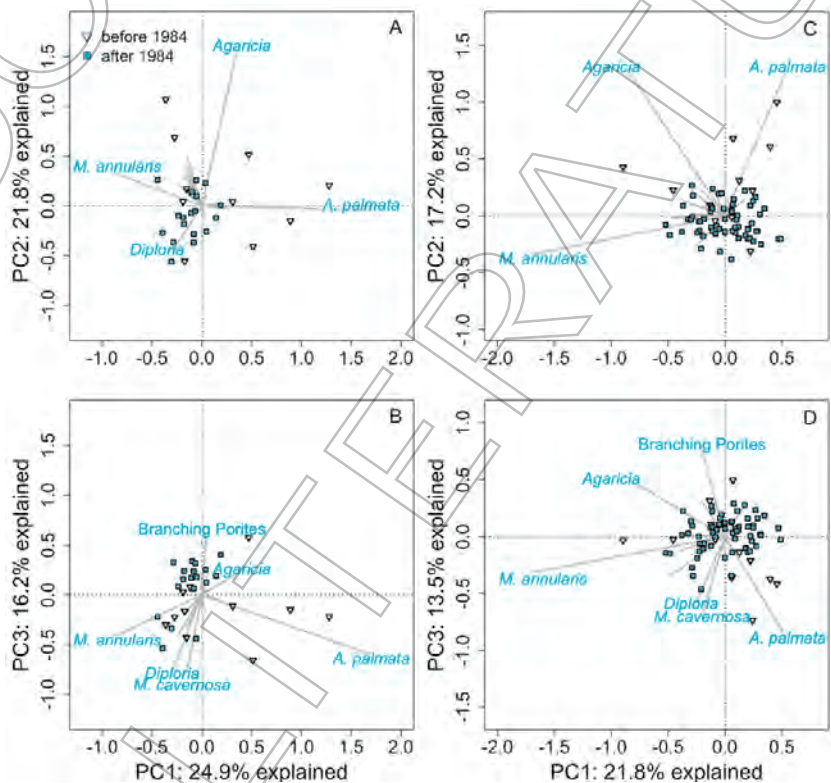 A
before 1984
after 1984
Agaricia
M. annularis
A. palmata
Diploria
PC2: 21.8% explained
1.5
1.0
0.5
0.0
-0.5
-1.0
-1.0 -0.5 0.0 0.5 1.0 1.5 2.0
C
Agaricia
A. palmata
M. annularis
PC2: 17.2% explained
1.5
1.0
0.5
0.0
-0.5
-1.0
-2.0 -1.5 -1.0 -0.5 0.0 0.5
B
Branching Porites
Agaricia
M. annularis
Diploria
M. cavernosa
A. palmata
PC3: 16.2% explained
1.5
1.0
0.5
0.0
-0.5
-1.0
-1.0 -0.5 0.0 0.5 1.0 1.5 2.0
PC1: 24.9% explained
D
Branching Porites
Agaricia
M. annularis
Diploria
M. cavernosa
A. palmata
PC3: 13.5% explained
1.0
0.5
0.0
-0.5
-1.0
-1.5
-2.0 -1.5 -1.0 -0.5 0.0 0.5
PC1: 21.8% explained